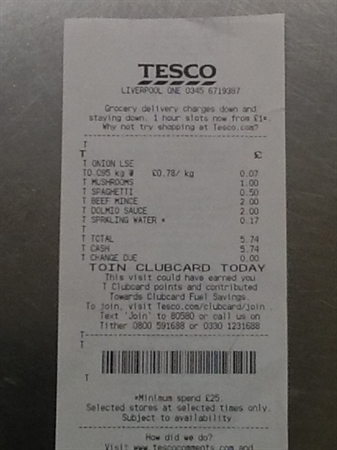 TESCO
LIVERPOOL ONE 0345 6719387
Grocery delivery charges down and
staying down. 1 hour slots now from £1*.
Why not try shopping at Tesco.com?
T
T £
T ONION LSE
T0.095 kg @ £0.78/ kg 0.07
T MUSHROOMS 1.00
T SPAGHETTI 0.50
T BEEF MINCE 2.00
T DOLMIO SAUCE 2.00
T SPRKLING WATER * 0.17
T
T TOTAL 5.74
T CASH 5.74
T CHANGE DUE 0.00
TOIN CLUBCARD TODAY
This visit could have earned you
T Clubcard points and contributed
Towards Clubcard Fuel Savings.
To join, visit Tesco.com/clubcard/join
Text 'Join' to 80580 or call us on
Tither 0800 591688 or 0330 1231688
T
T
T
*Minimum spend £25.
Selected stores at selected times only.
Subject to availability.
How did we do?
Visit www.tescocomments.com and